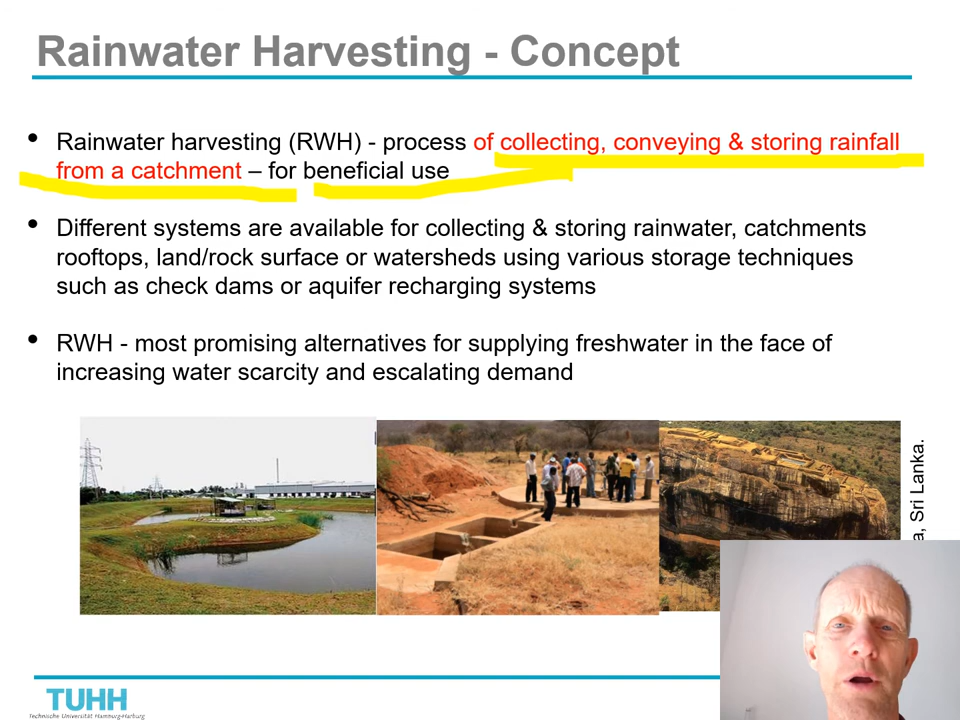 Rainwater Harvesting - Concept
• Rainwater harvesting (RWH) - process of collecting, conveying & storing rainfall
from a catchment – for beneficial use
• Different systems are available for collecting & storing rainwater, catchments
rooftops, land/rock surface or watersheds using various storage techniques
such as check dams or aquifer recharging systems
• RWH - most promising alternatives for supplying freshwater in the face of
increasing water scarcity and escalating demand
Sri Lanka.
TUHH
Technische Universität Hamburg-Harburg